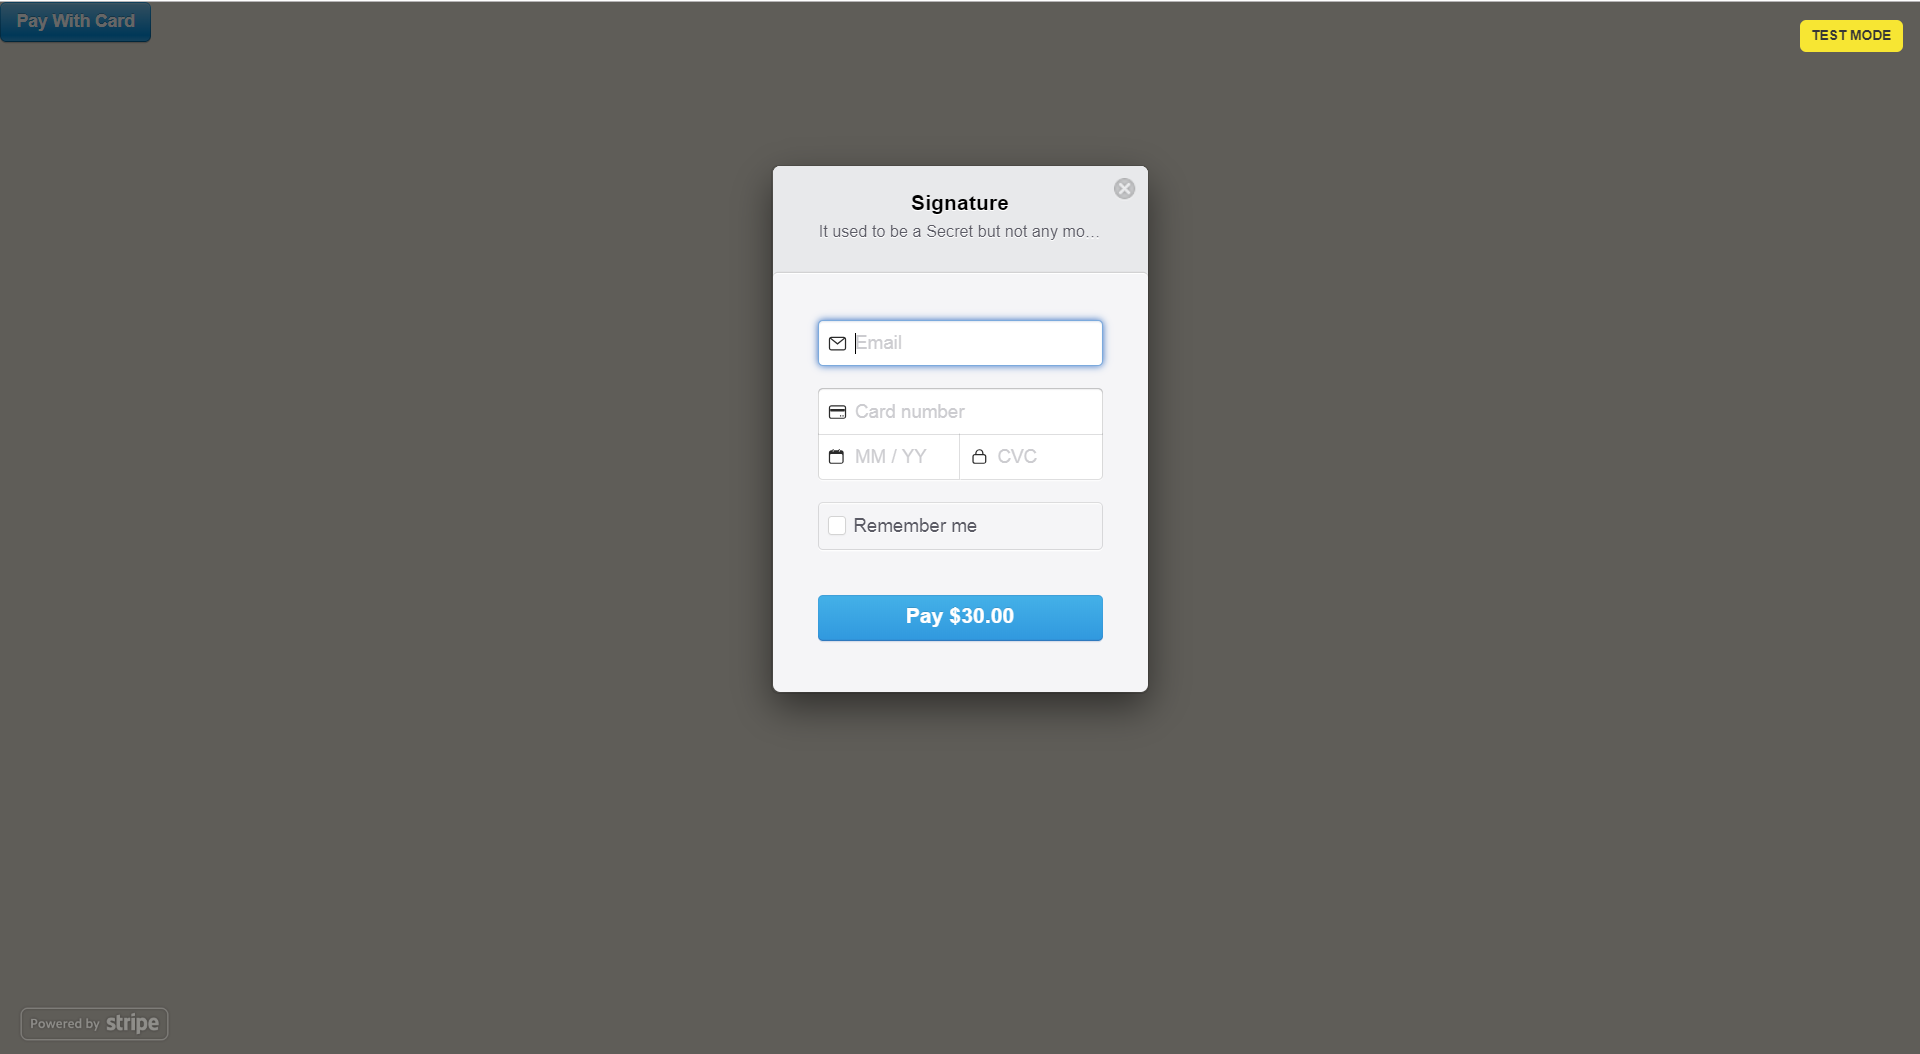 Pay With Card
TEST MODE
Signature
It used to be a Secret but not any mo...
Email
Card number
MM / YY
CVC
Remember me
Pay $30.00
Powered by stripe